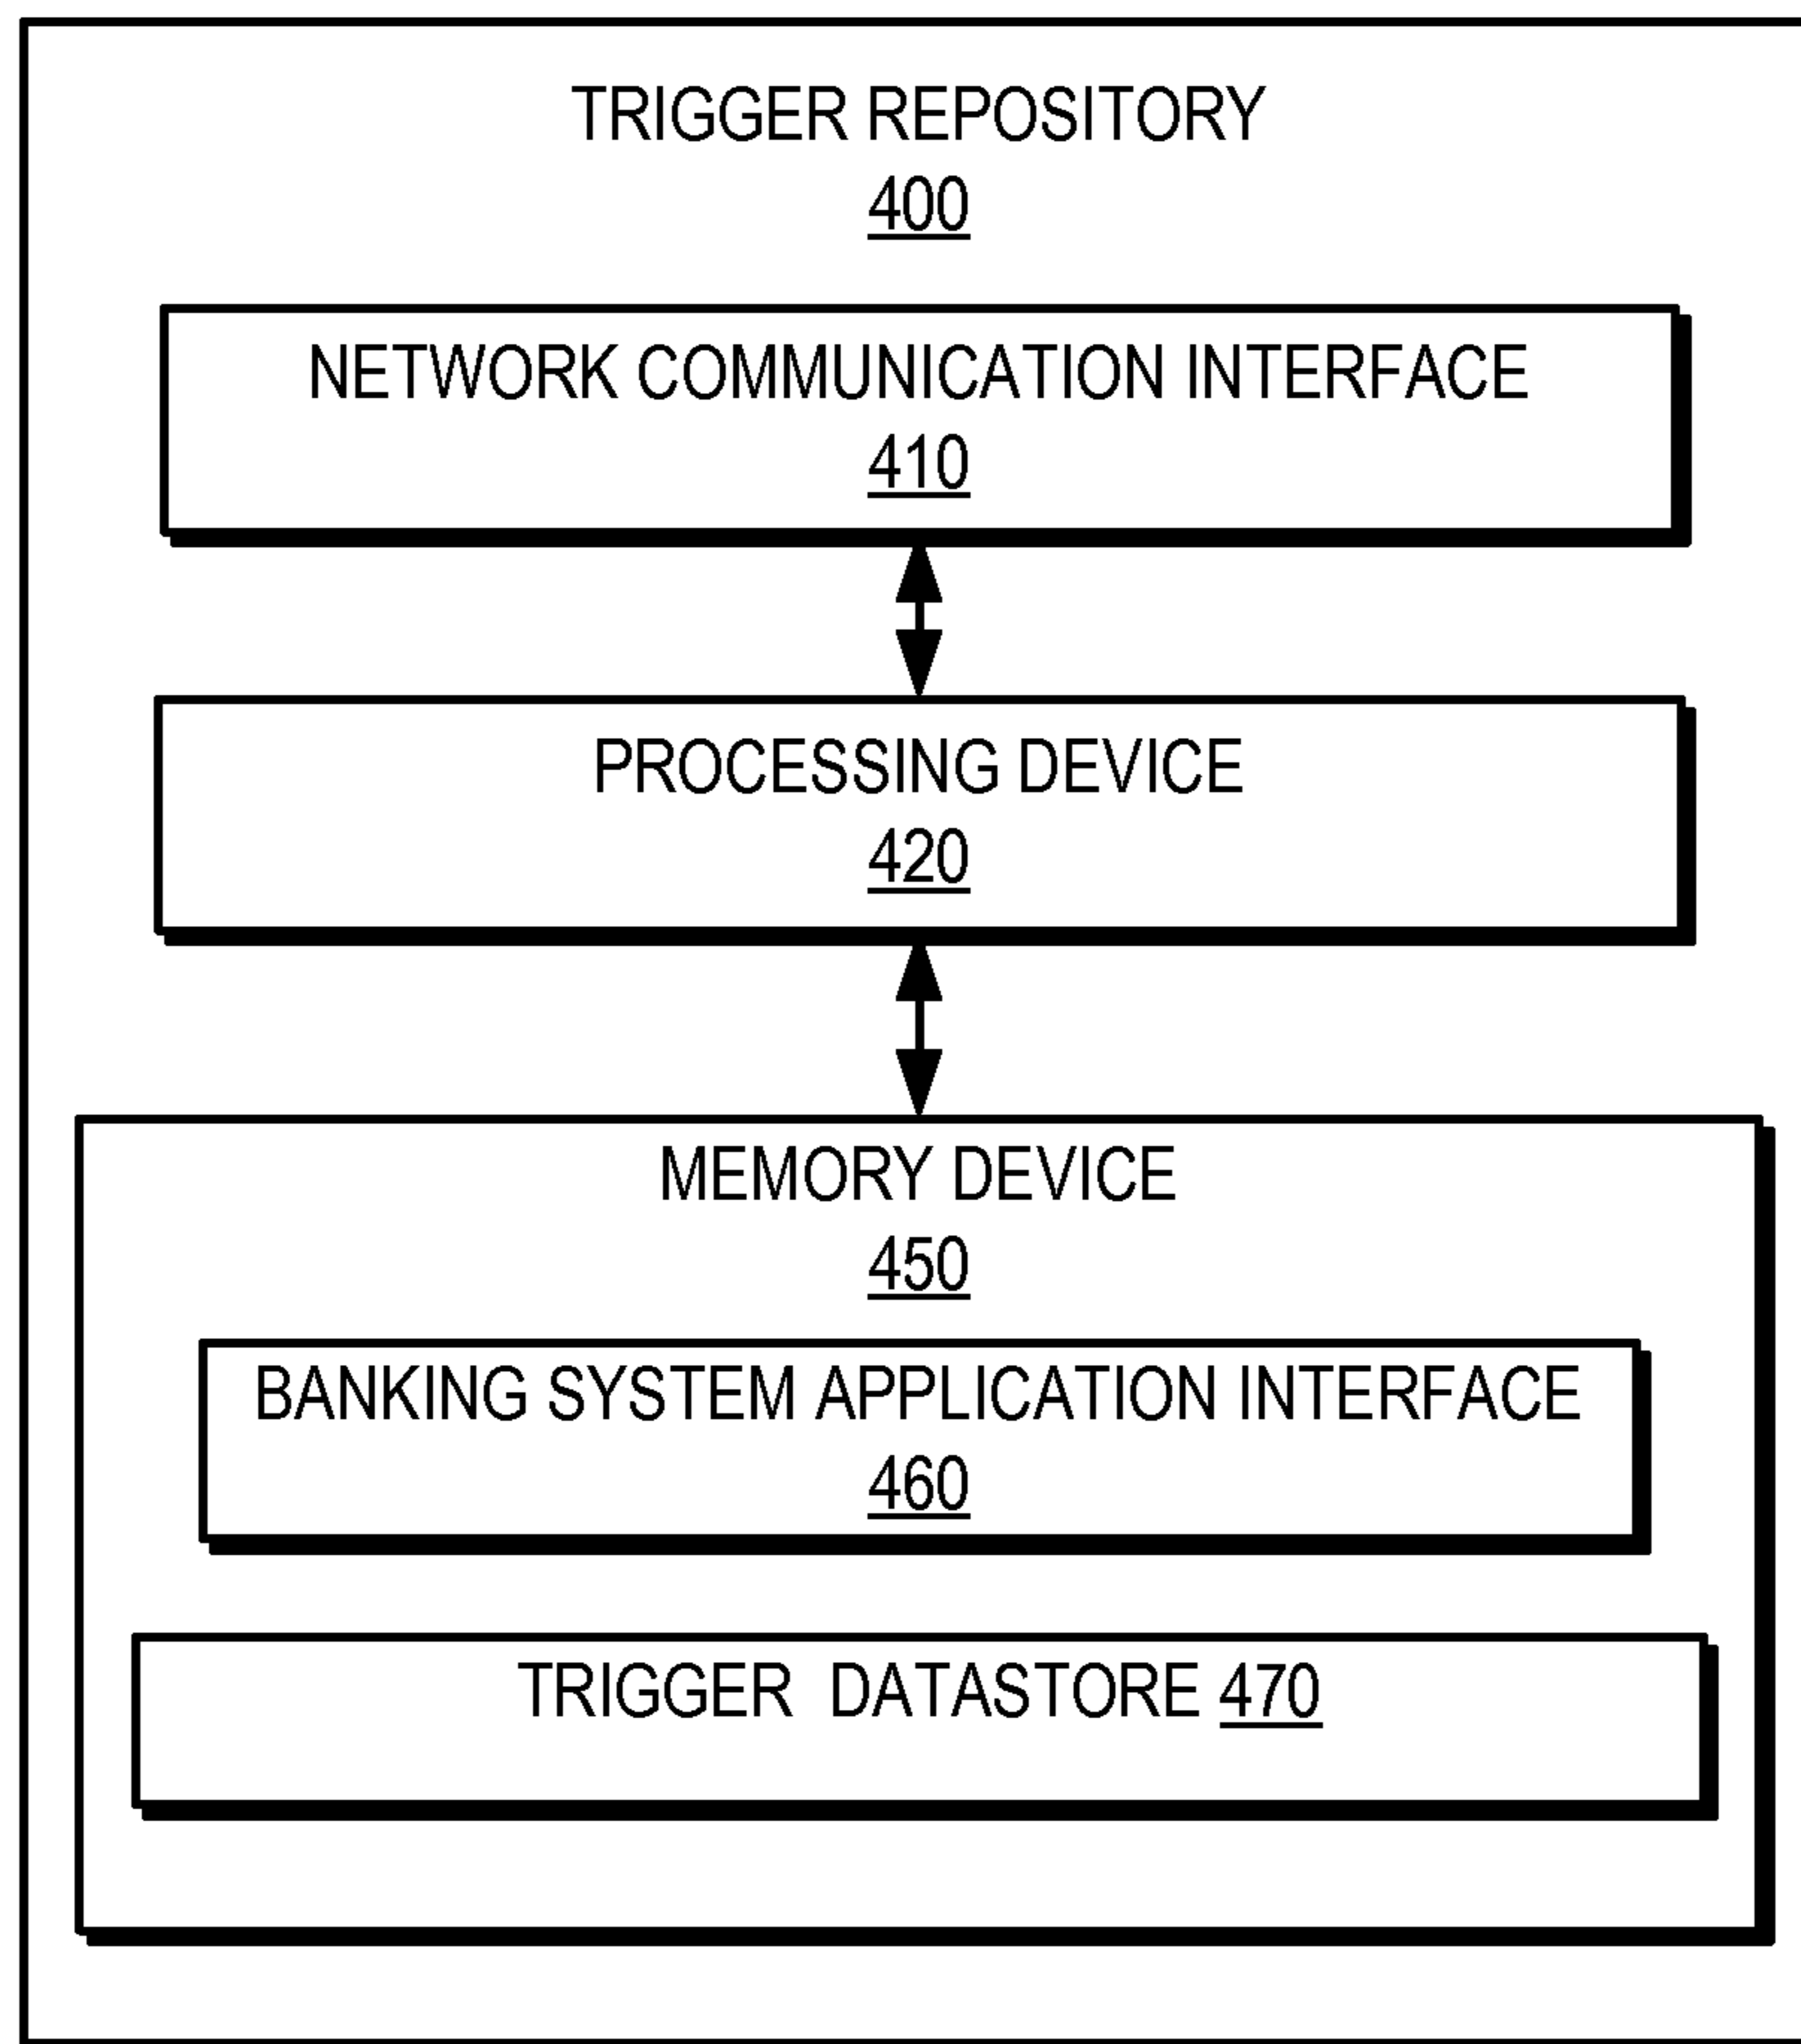 TRIGGER REPOSITORY
400
NETWORK COMMUNICATION INTERFACE
410
PROCESSING DEVICE
420
MEMORY DEVICE
450
BANKING SYSTEM APPLICATION INTERFACE
460
TRIGGER DATASTORE 470